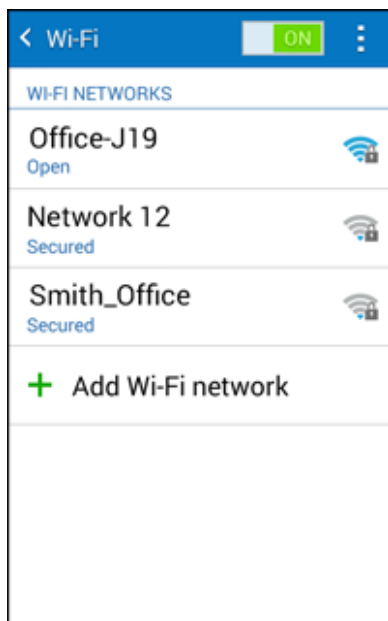 Wi-Fi ON
WI-FI NETWORKS
Office-J19
Open
Network 12
Secured
Smith_Office
Secured
Add Wi-Fi network